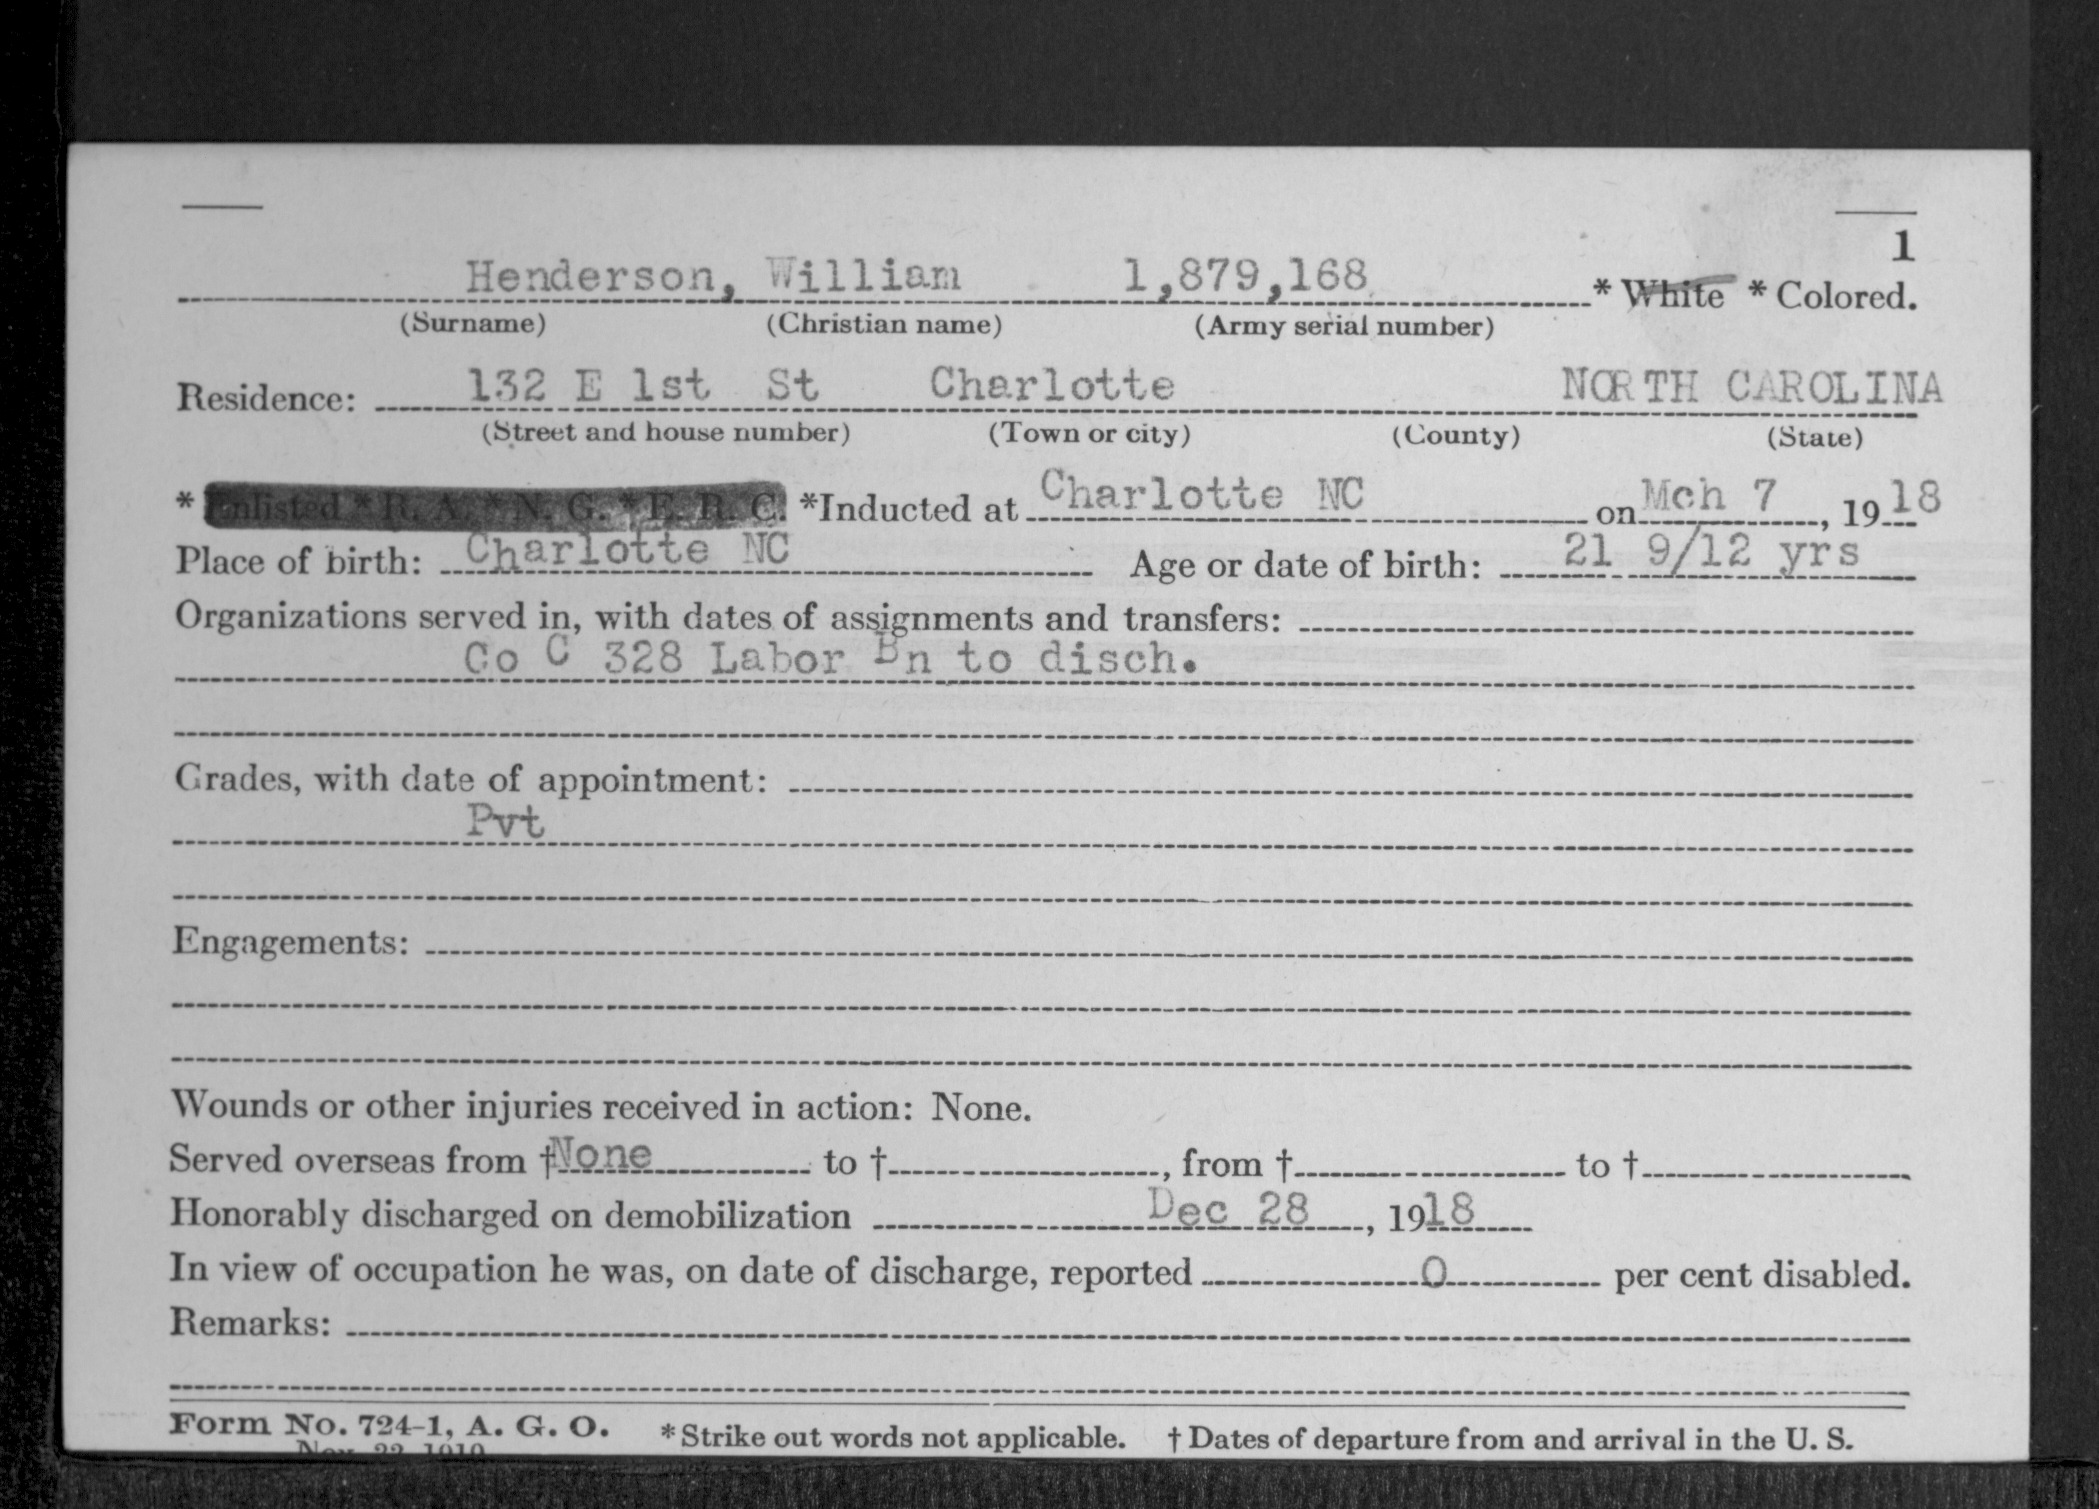 1
Henderson, William 1,879,168 * White * Colored.
(Surname) (Christian name) (Army serial number)
Residence: 132 E 1st St Charlotte NORTH CAROLINA
(Street and house number) (Town or city) (County) (State)
* Enlisted * R. A. * N. G. * E. R. C. *Inducted at Charlotte NC on Mch 7, 1918
Place of birth: Charlotte NC Age or date of birth: 21 9/12 yrs
Organizations served in, with dates of assignments and transfers:
Co C 328 Labor Bn to disch.
Grades, with date of appointment:
Pvt
Engagements:
Wounds or other injuries received in action: None.
Served overseas from † None to †, from † to †
Honorably discharged on demobilization Dec 28, 1918
In view of occupation he was, on date of discharge, reported 0 per cent disabled.
Remarks:
Form No. 724-1, A. G. O. * Strike out words not applicable. † Dates of departure from and arrival in the U. S.
Nov. 22, 1919